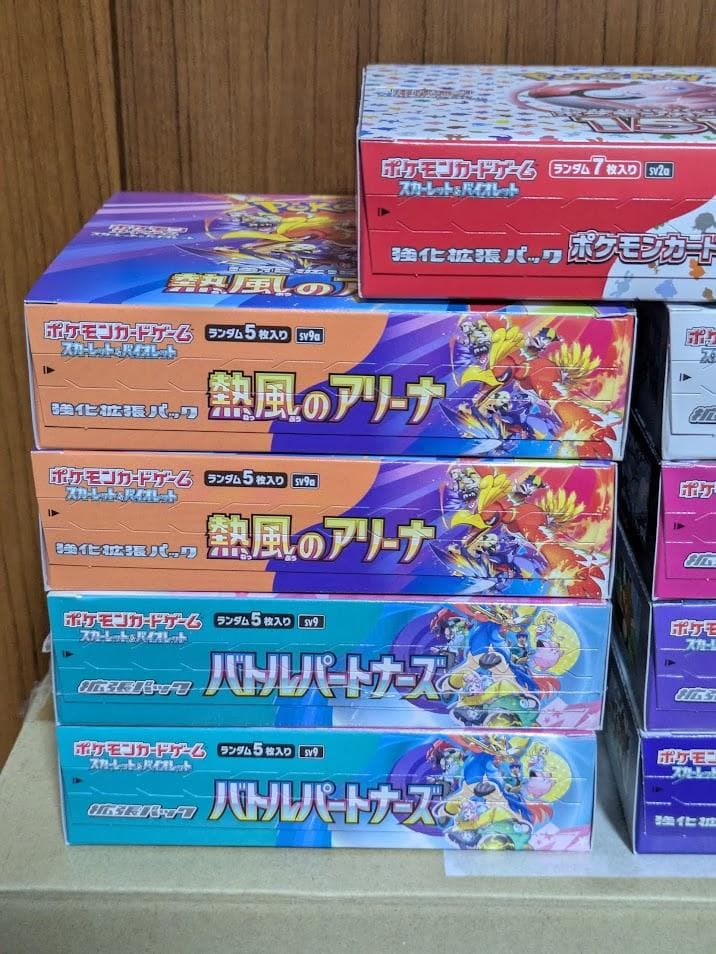 ポケモンカードゲーム
スカーレット&バイオレット
ランダム7枚入り
sv2a
強化拡張パック
ポケモンカード
151
熱風のア
ポケモンカードゲーム
スカーレット&バイオレット
ランダム5枚入り
sv9a
強化拡張パック
熱風のアリーナ
ねっぷう
ポケモンカードゲーム
スカーレット&バイオレット
ランダム5枚入り
sv9a
強化拡張パック
熱風のアリーナ
ねっぷう
ポケモンカードゲーム
スカーレット&バイオレット
ランダム5枚入り
sv9
拡張パック
バトルパートナーズ
ポケモンカードゲーム
スカーレット&バイオレット
ランダム5枚入り
sv9
拡張パック
バトルパートナーズ